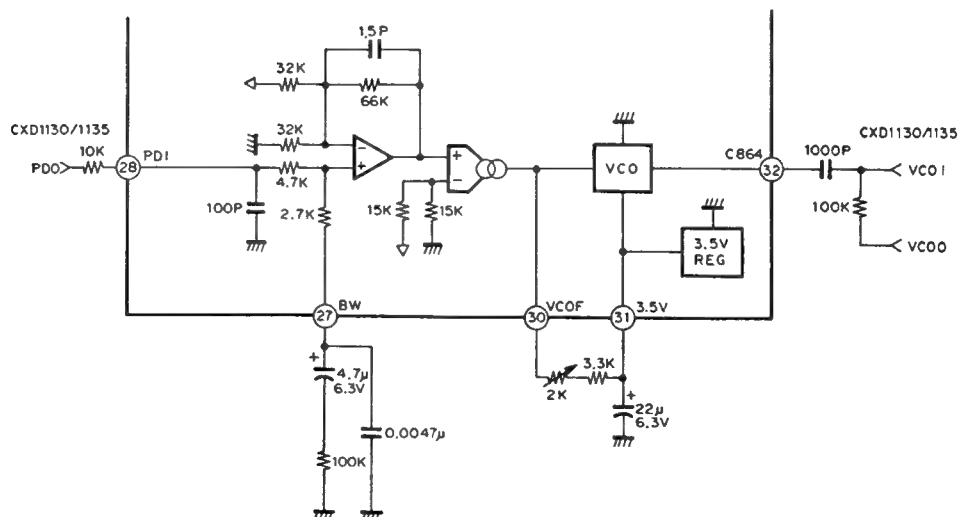 1.5P
32K
66K
CXD1130/1135
32K
CXD1130/1135
10K
PDO
28
PDI
4.7K
100P
2.7K
15K
15K
VCO
C864
32
1000P
VCOI
100K
VCOO
3.5V
REG
27
BW
30
VCOF
31
3.5V
+
4.7μ
6.3V
0.0047μ
100K
2K
3.3K
+
22μ
6.3V
-
+
+
-